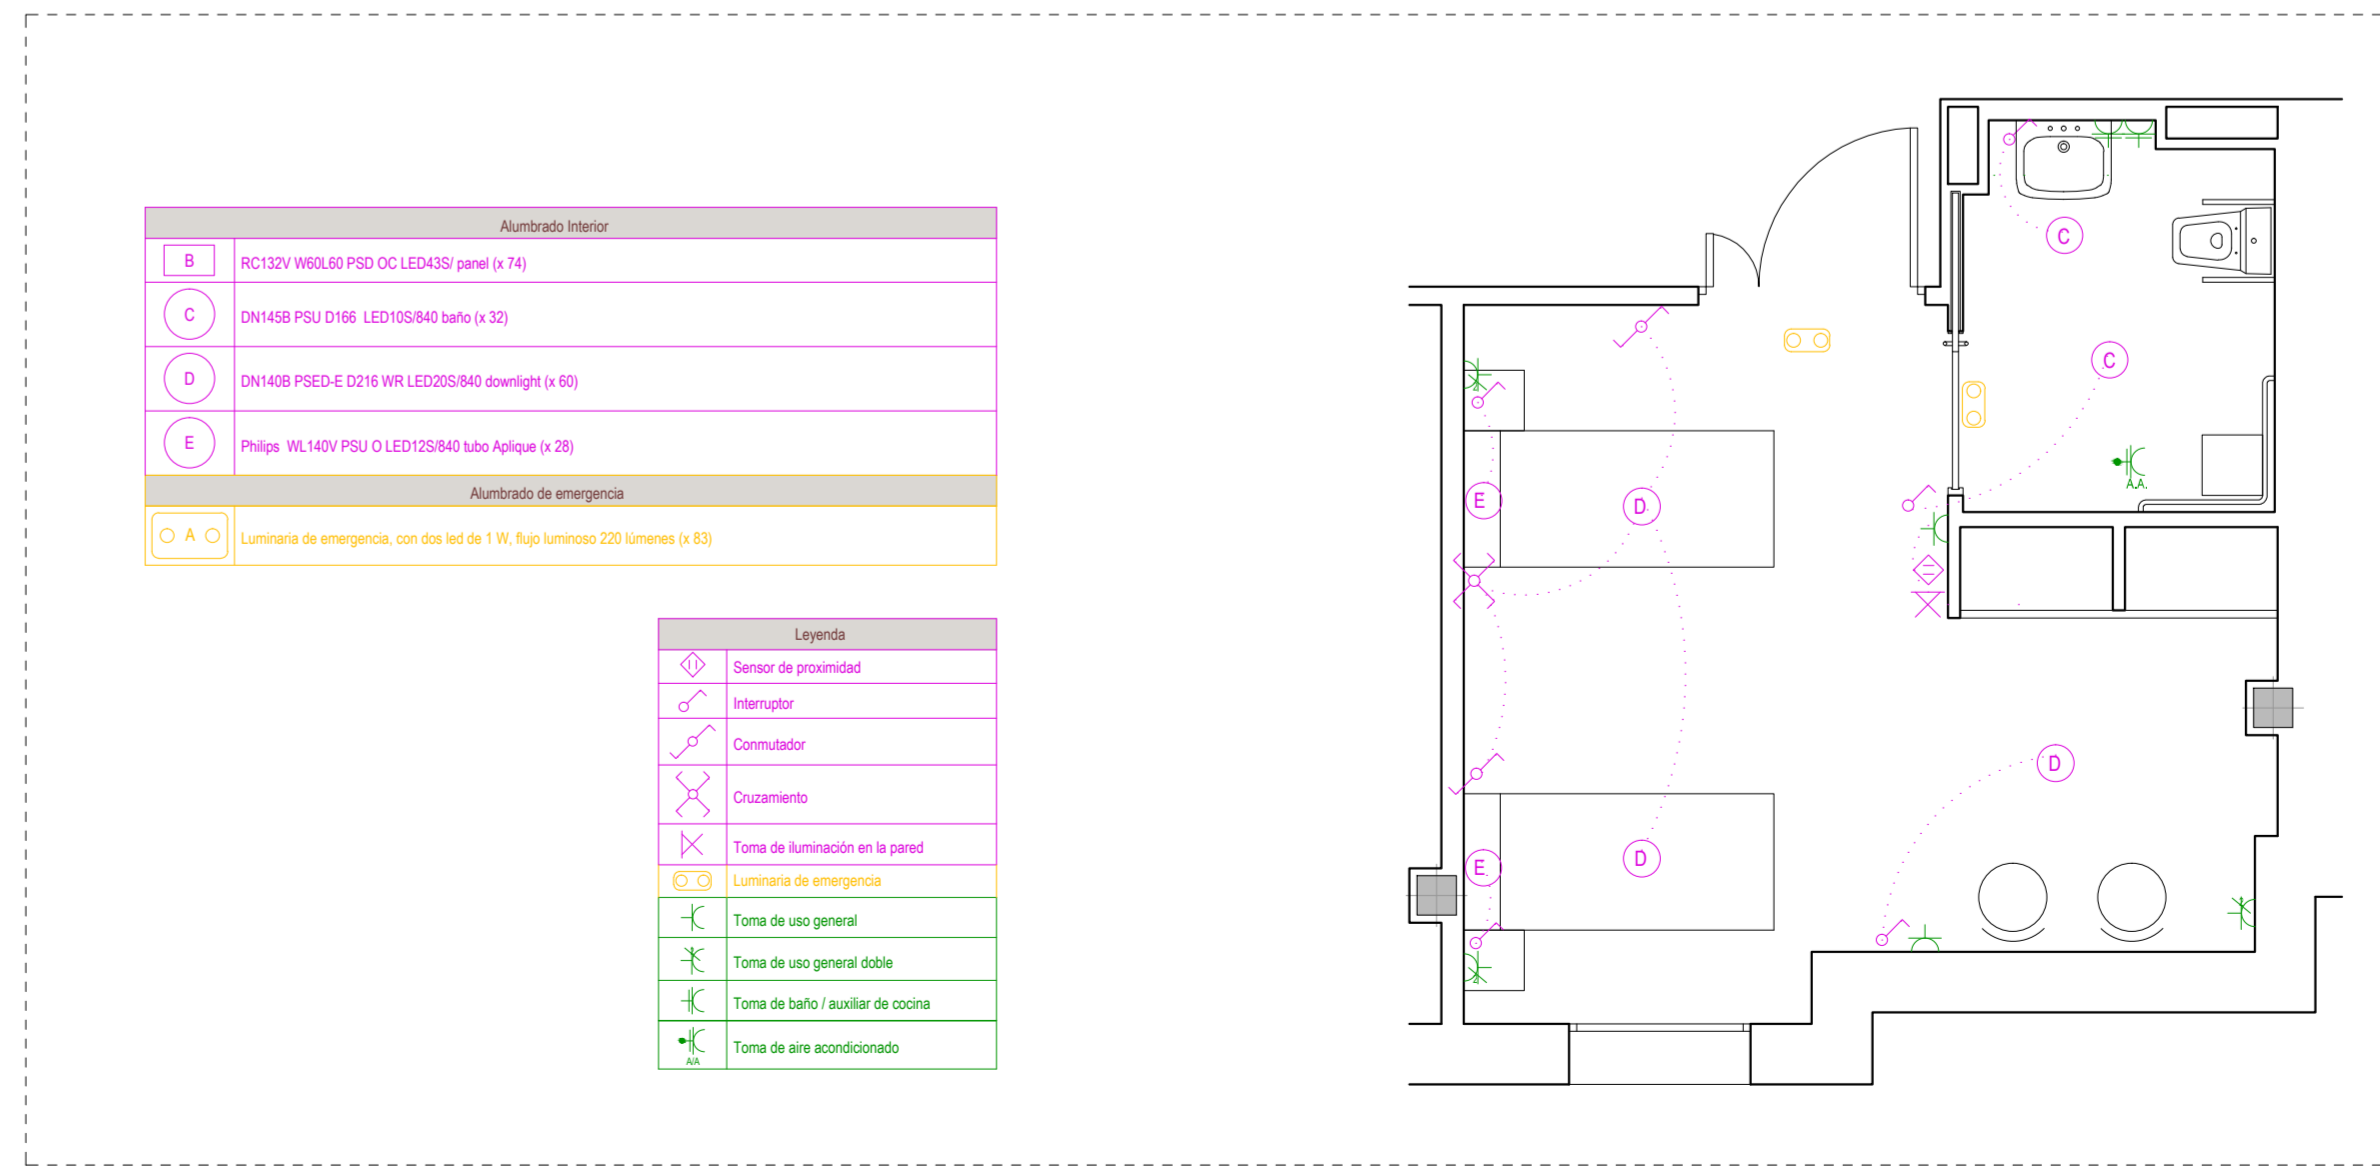 Alumbrado Interior
B RC132V W60L60 PSD OC LED43S/ panel (x 74)
C DN145B PSU D166 LED10S/840 baño (x 32)
D DN140B PSED-E D216 WR LED20S/840 downlight (x 60)
E Philips WL140V PSU O LED12S/840 tubo Aplique (x 28)
Alumbrado de emergencia
A Luminaria de emergencia, con dos led de 1 W, flujo luminoso 220 lúmenes (x 83)
Leyenda
Sensor de proximidad
Interruptor
Conmutador
Cruzamiento
Toma de iluminación en la pared
Luminaria de emergencia
Toma de uso general
Toma de uso general doble
Toma de baño / auxiliar de cocina
A/A Toma de aire acondicionado
C
C
A.A.
E
D
D
E
D